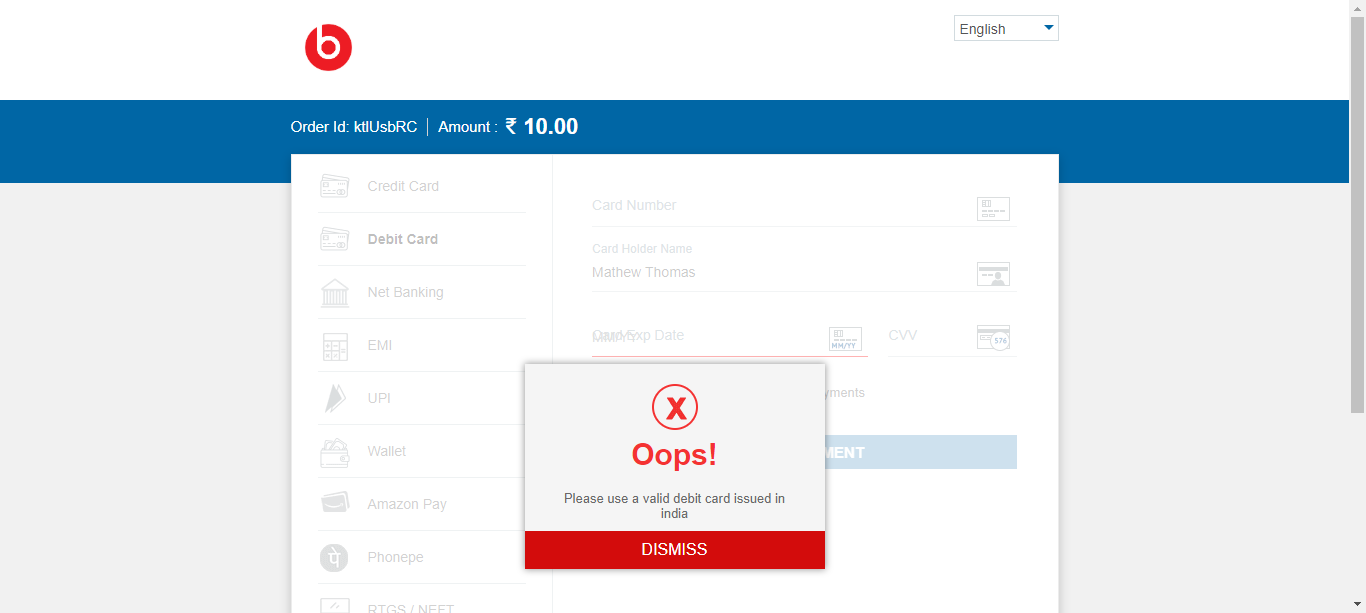 b
English
Order Id: ktlUsbRC
Amount : ₹ 10.00
Credit Card
Debit Card
Net Banking
EMI
UPI
Wallet
Amazon Pay
Phonepe
RTGS / NEFT
Card Number
Card Holder Name
Mathew Thomas
Card Exp Date
MM/YY
MM/YY
CVV
576
yments
MENT
X
Oops!
Please use a valid debit card issued in
india
DISMISS